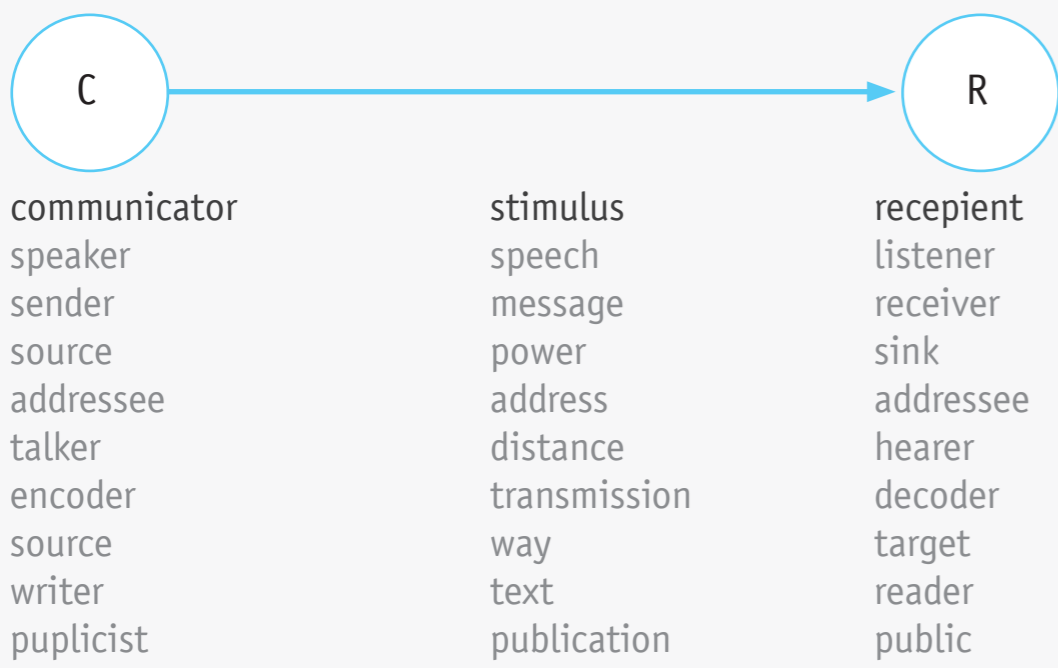 C R
communicator stimulus recepient
speaker speech listener
sender message receiver
source power sink
addressee address addressee
talker distance hearer
encoder transmission decoder
source way target
writer text reader
puplicist publication public